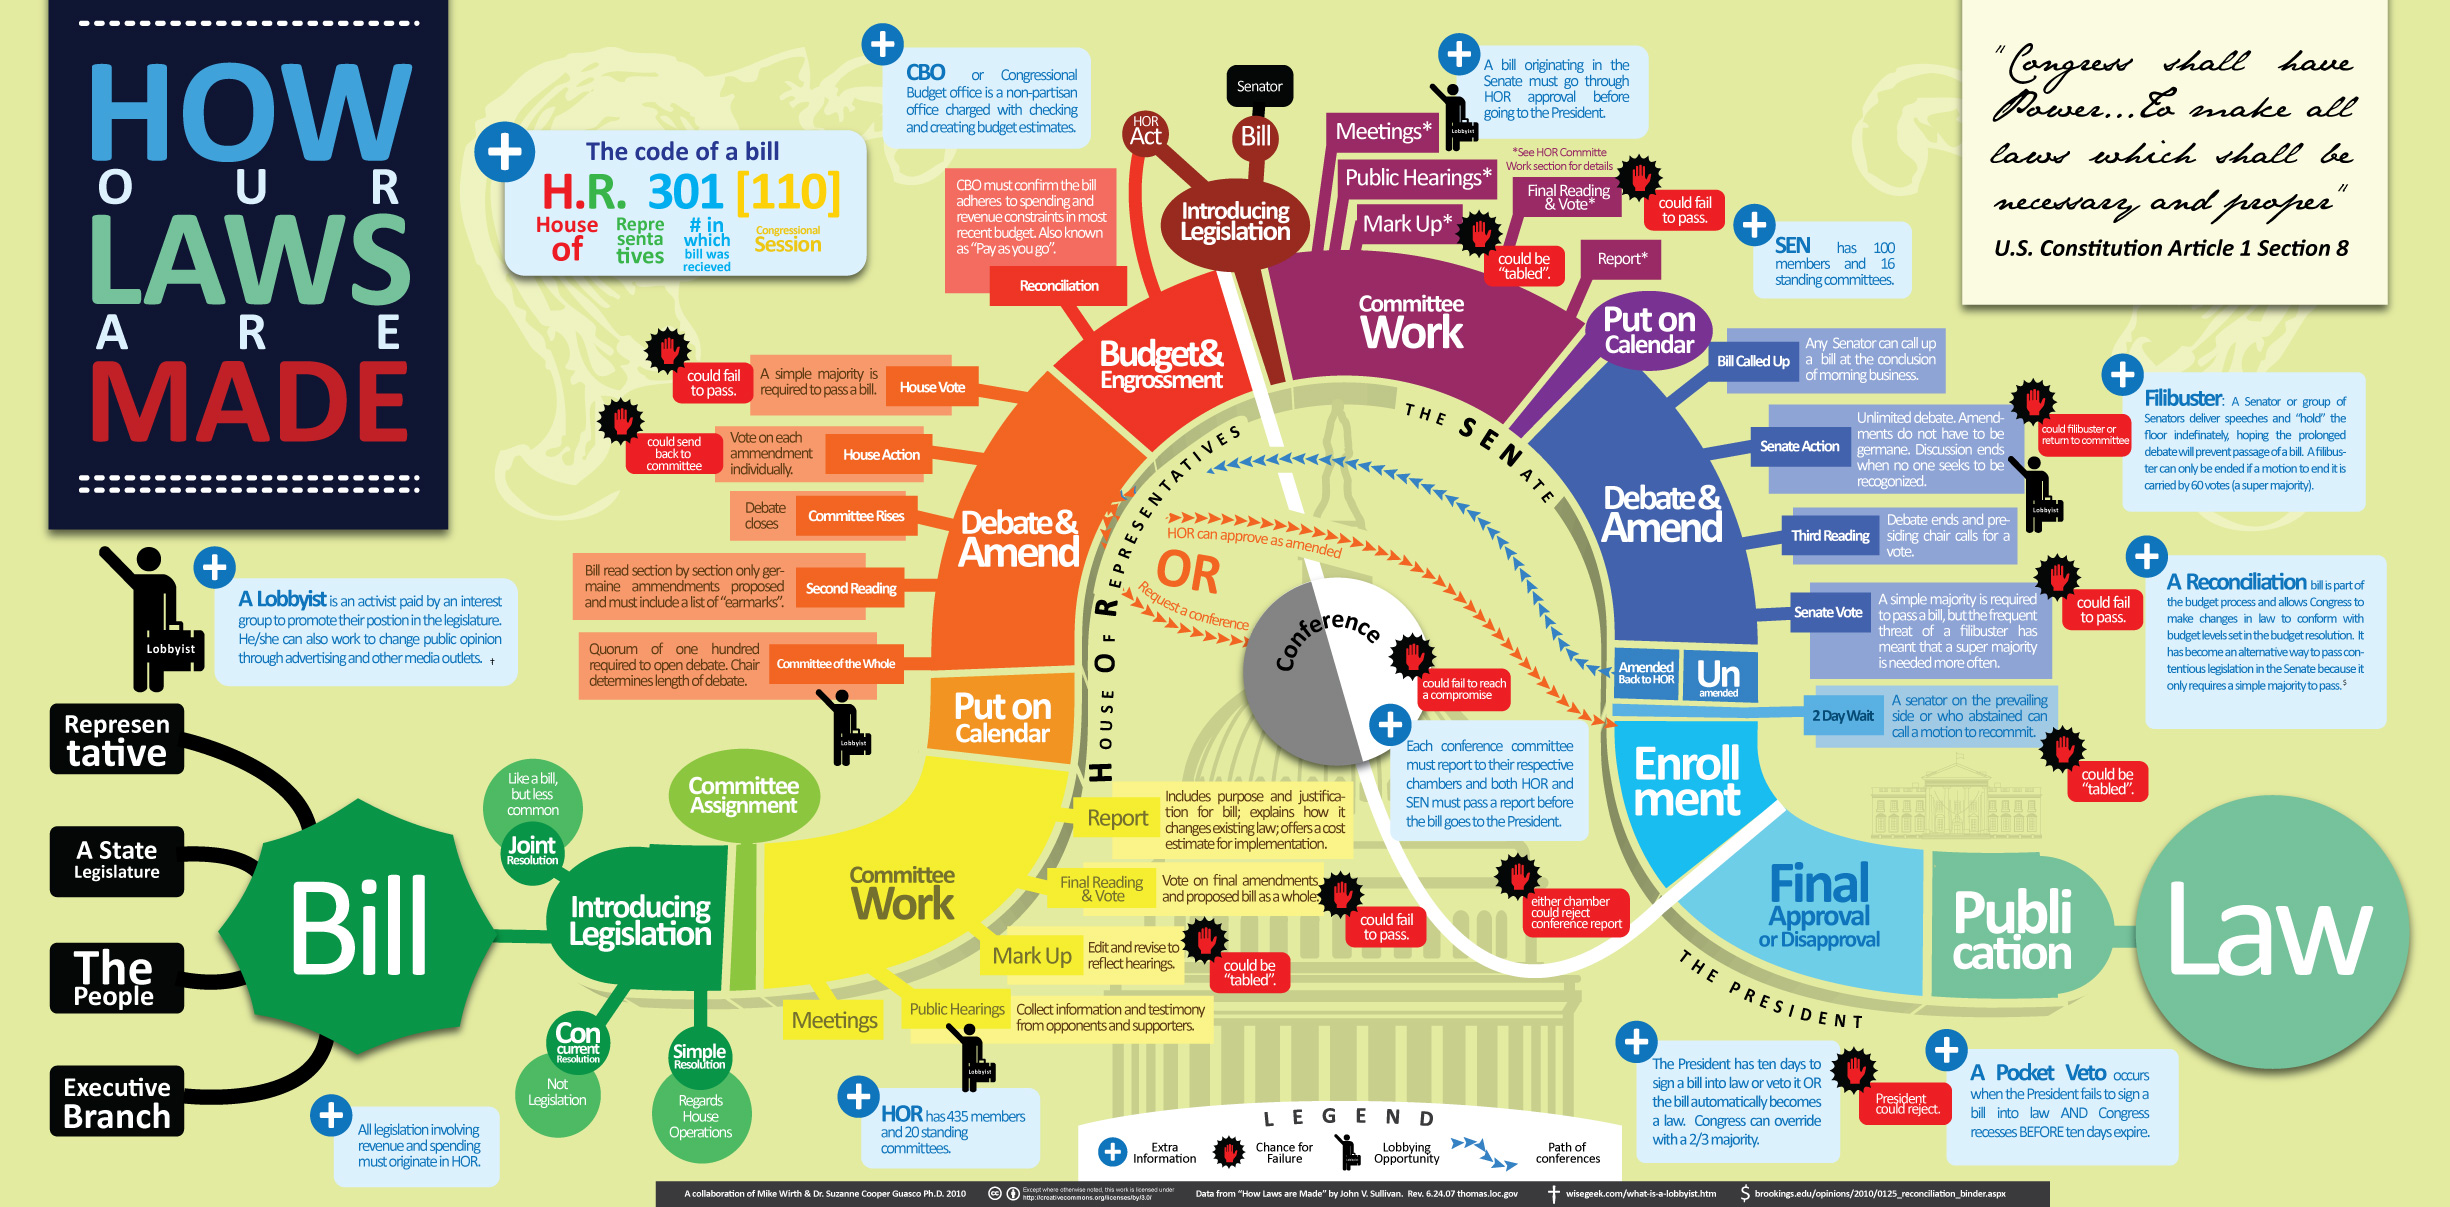 HOW
OUR
LAWS
ARE
MADE
The code of a bill
H.R. 301 [110]
House
of
Repre
senta
tives
# in
which
bill was
recieved
Congressional
Session
CBO or Congressional
Budget office is a non-partisan
office charged with checking
and creating budget estimates.
CBO must confirm the bill
adheres to spending and
revenue constraints in most
recent budget. Also known
as "Pay as you go".
Reconciliation
HOR
Act
Senator
Bill
Introducing
Legislation
Meetings*
Public Hearings*
Mark Up*
could be
"tabled".
A bill originating in the
Senate must go through
HOR approval before
going to the President.
Lobbyist
*See HOR Committe
Work section for details
Final Reading
& Vote*
could fail
to pass.
Report*
SEN has 100
members and 16
standing committees.
"Congress shall have
Power...To make all
laws which shall be
necessary and proper"
U.S. Constitution Article 1 Section 8
Budget&
Engrossment
Committee
Work
Put on
Calendar
could fail
to pass.
A simple majority is
required to pass a bill.
House Vote
could send
back to
committee
Vote on each
ammendment
individually.
House Action
Debate
closes
Committee Rises
Bill read section by section only ger-
maine ammendments proposed
and must include a list of "earmarks".
Second Reading
Quorum of one hundred
required to open debate. Chair
determines length of debate.
Committee of the Whole
Lobbyist
Debate &
Amend
Put on
Calendar
HOUSE OF REPRESENTATIVES
THE SENATE
Bill Called Up
Any Senator can call up
a bill at the conclusion
of morning business.
Senate Action
Unlimited debate. Amend-
ments do not have to be
germane. Discussion ends
when no one seeks to be
recogonized.
could filibuster or
return to committee
Lobbyist
Filibuster: A Senator or group of
Senators deliver speeches and "hold" the
floor indefinately, hoping the prolonged
debate will prevent passage of a bill. A filibus-
ter can only be ended if a motion to end it is
carried by 60 votes (a super majority).
Debate &
Amend
Third Reading
Debate ends and pre-
siding chair calls for a
vote.
Senate Vote
A simple majority is required
to pass a bill, but the frequent
threat of a filibuster has
meant that a super majority
is needed more often.
could fail
to pass.
A Reconciliation bill is part of
the budget process and allows Congress to
make changes in law to conform with
budget levels set in the budget resolution. It
has become an alternative way to pass con-
tentious legislation in the Senate because it
only requires a simple majority to pass. $
Amended
Back to HOR
Un
amended
2 Day Wait
A senator on the prevailing
side or who abstained can
call a motion to recommit.
could be
"tabled".
HOR can approve as amended
OR
Request a conference
Conference
could fail to reach
a compromise
Each conference committee
must report to their respective
chambers and both HOR and
SEN must pass a report before
the bill goes to the President.
either chamber
could reject
conference report
Lobbyist
A Lobbyist is an activist paid by an interest
group to promote their postion in the legislature.
He/she can also work to change public opinion
through advertising and other media outlets. †
Represen
tative
A State
Legislature
The
People
Executive
Branch
Bill
All legislation involving
revenue and spending
must originate in HOR.
Like a bill,
but less
common
Joint
Resolution
Introducing
Legislation
Con
current
Resolution
Not
Legislation
Simple
Resolution
Regards
House
Operations
Committee
Assignment
Committee
Work
Report
Includes purpose and justifica-
tion for bill; explains how it
changes existing law; offers a cost
estimate for implementation.
Final Reading
& Vote
Vote on final amendments
and proposed bill as a whole.
could fail
to pass.
Mark Up
Edit and revise to
reflect hearings.
could be
"tabled".
Public Hearings
Collect information and testimony
from opponents and supporters.
Meetings
Lobbyist
HOR has 435 members
and 20 standing
committees.
Enroll
ment
Final
Approval
or Disapproval
Publi
cation
Law
THE PRESIDENT
The President has ten days to
sign a bill into law or veto it OR
the bill automatically becomes
a law. Congress can override
with a 2/3 majority.
President
could reject.
A Pocket Veto occurs
when the President fails to sign a
bill into law AND Congress
recesses BEFORE ten days expire.
LEGEND
Extra
Information
Chance for
Failure
Lobbying
Opportunity
Path of
conferences
A collaboration of Mike Wirth & Dr. Suzanne Cooper Guasco Ph.D. 2010
Except where otherwise noted, this work is licensed under
http://creativecommons.org/licenses/by/3.0/
Data from "How Laws are Made" by John V. Sullivan. Rev. 6.24.07 thomas.loc.gov
† wisegeek.com/what-is-a-lobbyist.htm
$ brookings.edu/opinions/2010/0125_reconciliation_binder.aspx